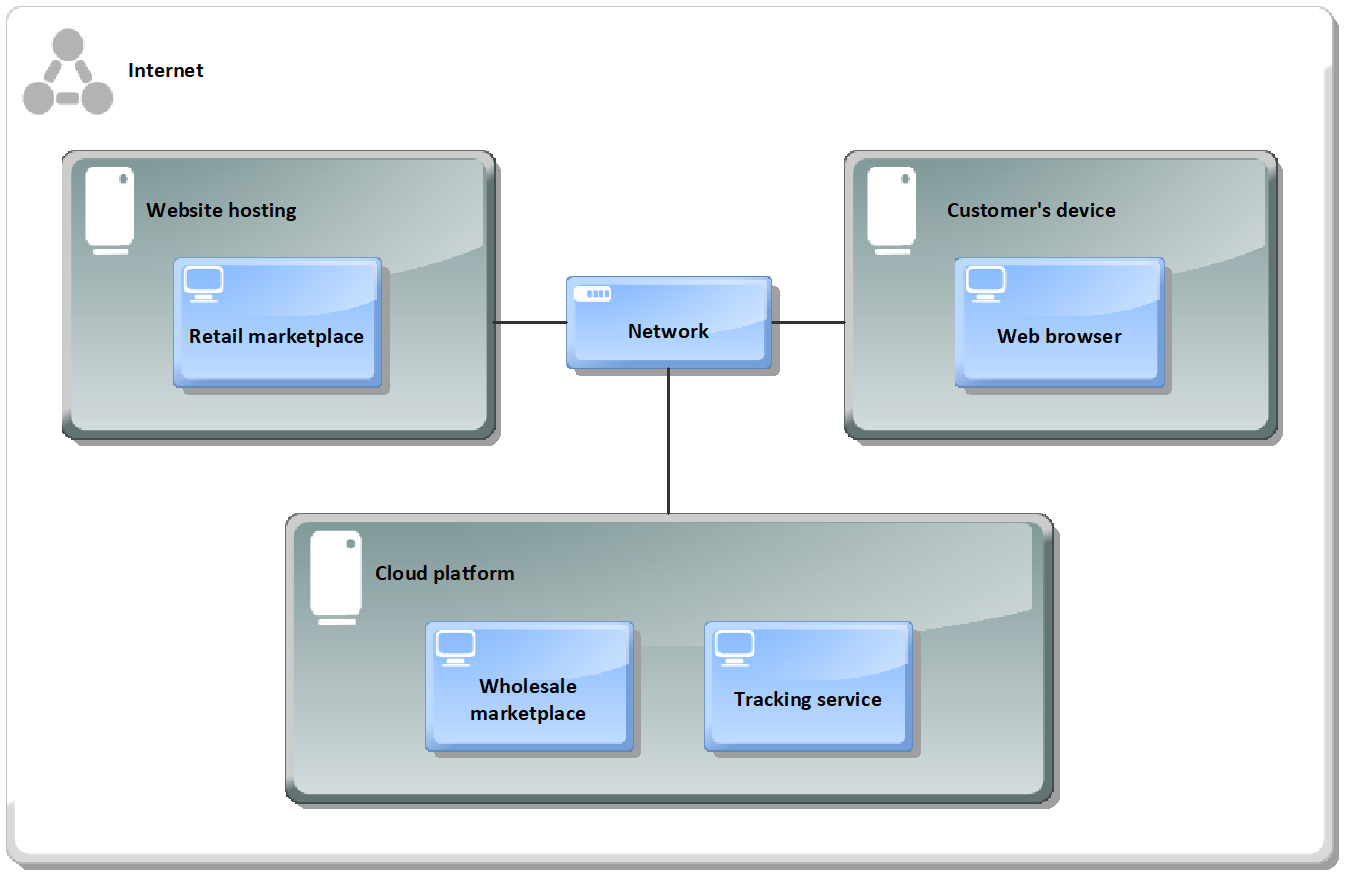 Internet
Website hosting
Customer's device
Retail marketplace
Network
Web browser
Cloud platform
Wholesale
marketplace
Tracking service